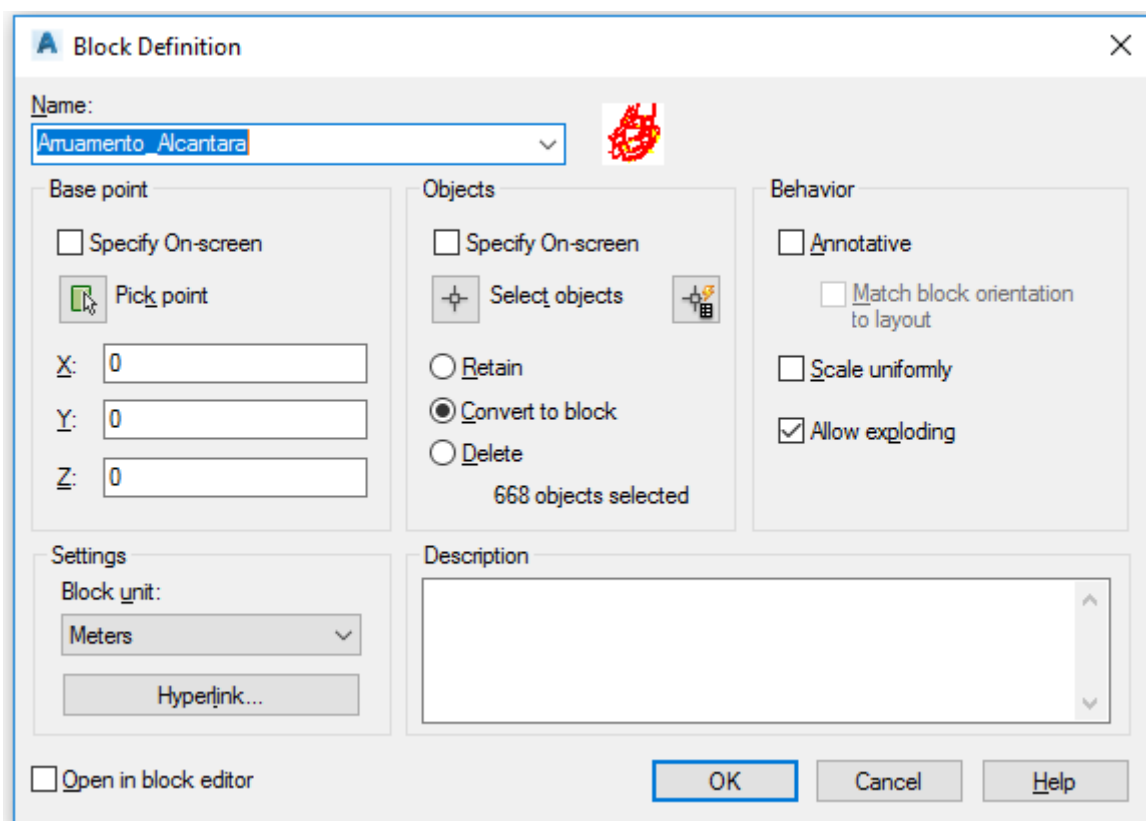 Block Definition
Name:
Arruamento_Alcantara
Base point
Specify On-screen
Pick point
X: 0
Y: 0
Z: 0
Objects
Specify On-screen
Select objects
Retain
Convert to block
Delete
668 objects selected
Behavior
Annotative
Match block orientation
to layout
Scale uniformly
Allow exploding
Settings
Block unit:
Meters
Hyperlink...
Description
Open in block editor
OK
Cancel
Help